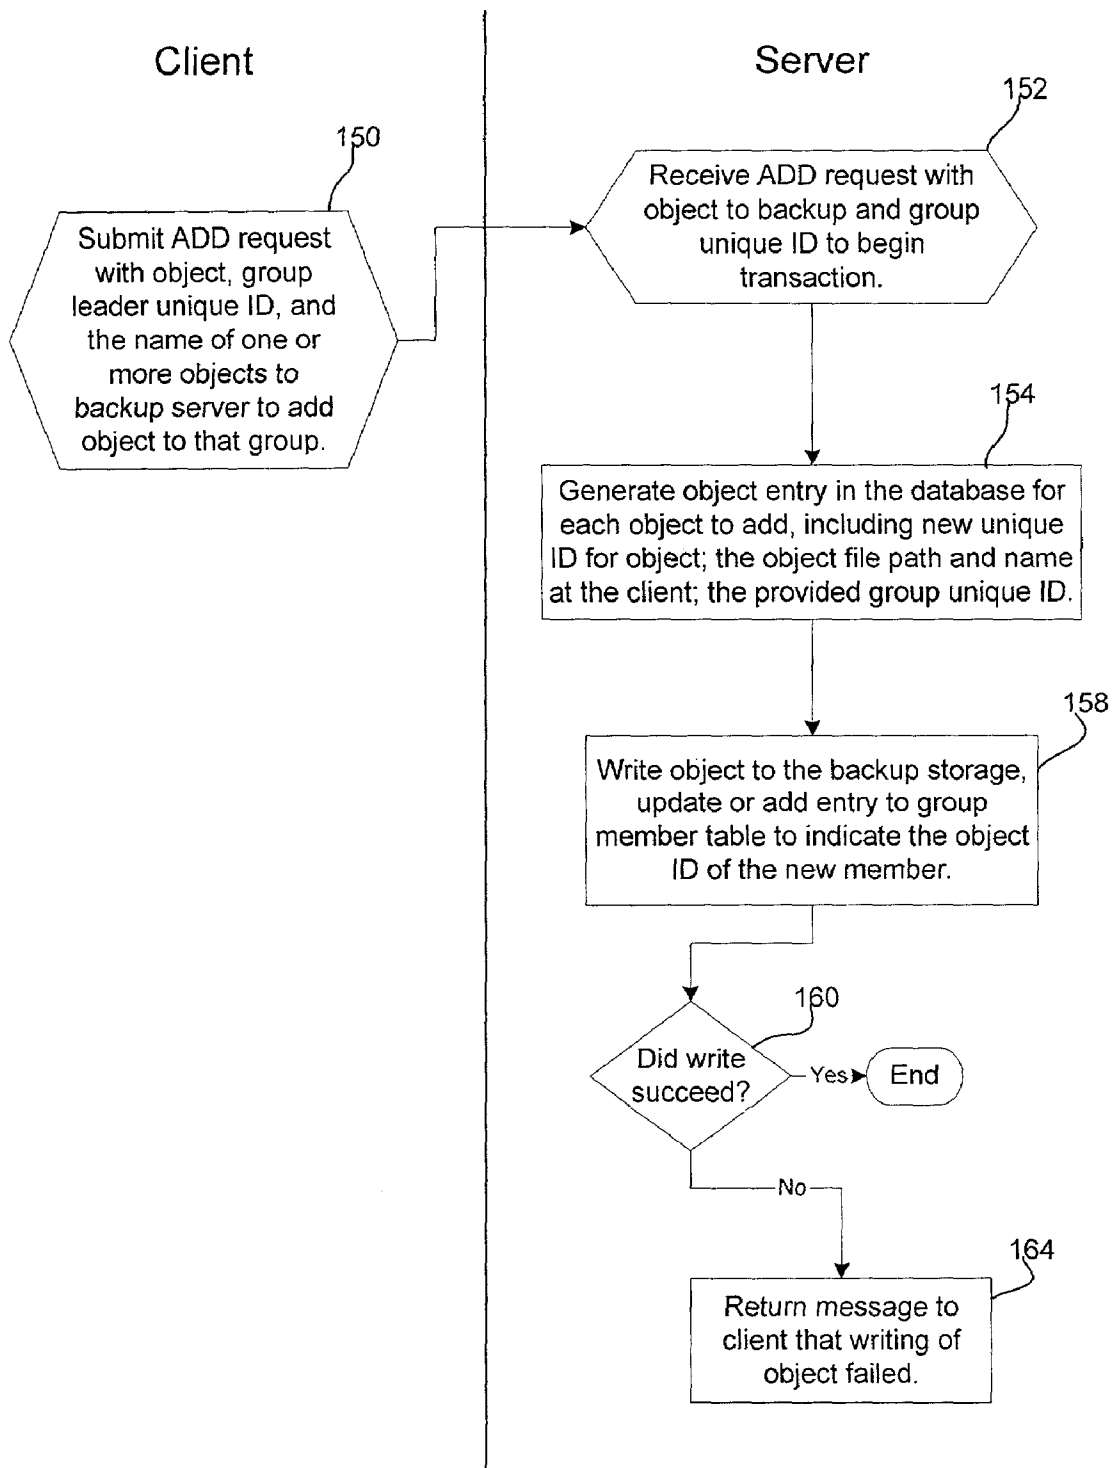 Client
Server
150
152
Submit ADD request
with object, group
leader unique ID, and
the name of one or
more objects to
backup server to add
object to that group.
Receive ADD request with
object to backup and group
unique ID to begin
transaction.
154
Generate object entry in the database for
each object to add, including new unique
ID for object; the object file path and name
at the client; the provided group unique ID.
158
Write object to the backup storage,
update or add entry to group
member table to indicate the object
ID of the new member.
160
Did write
succeed?
Yes
End
No
164
Return message to
client that writing of
object failed.